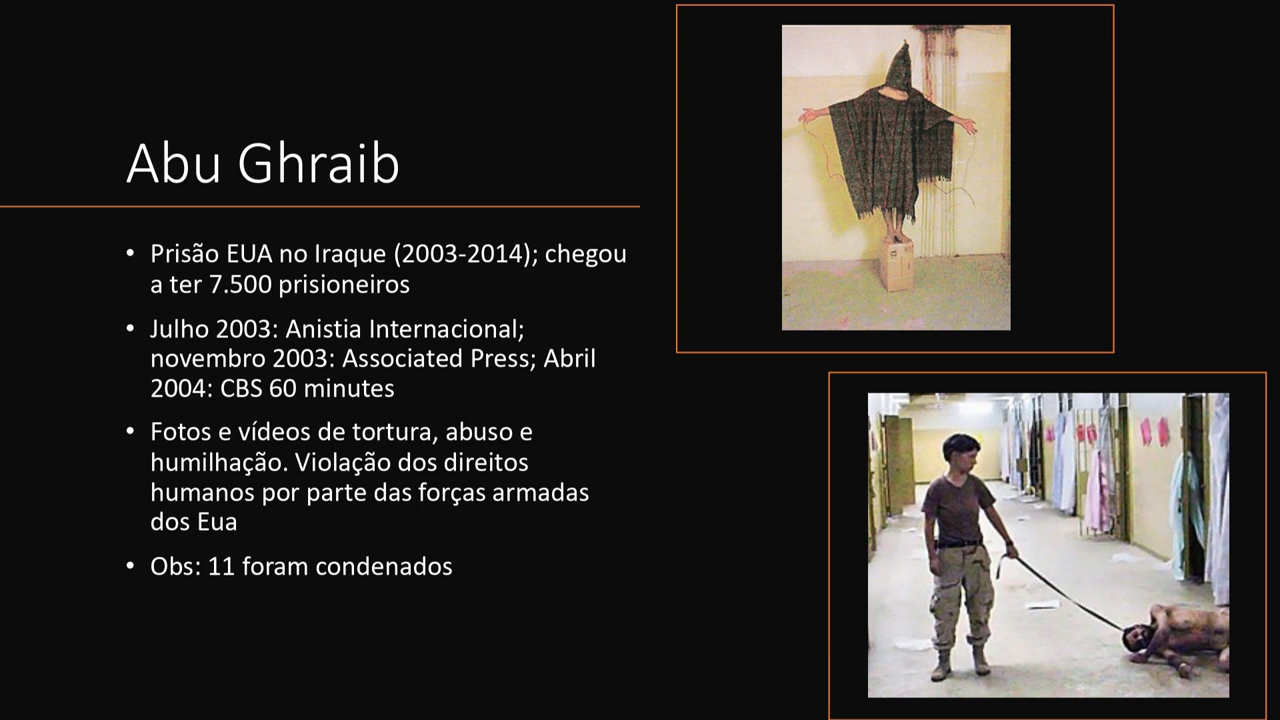 Abu Ghraib
• Prisão EUA no Iraque (2003-2014); chegou
a ter 7.500 prisioneiros
• Julho 2003: Anistia Internacional;
novembro 2003: Associated Press; Abril
2004: CBS 60 minutes
• Fotos e vídeos de tortura, abuso e
humilhação. Violação dos direitos
humanos por parte das forças armadas
dos Eua
• Obs: 11 foram condenados